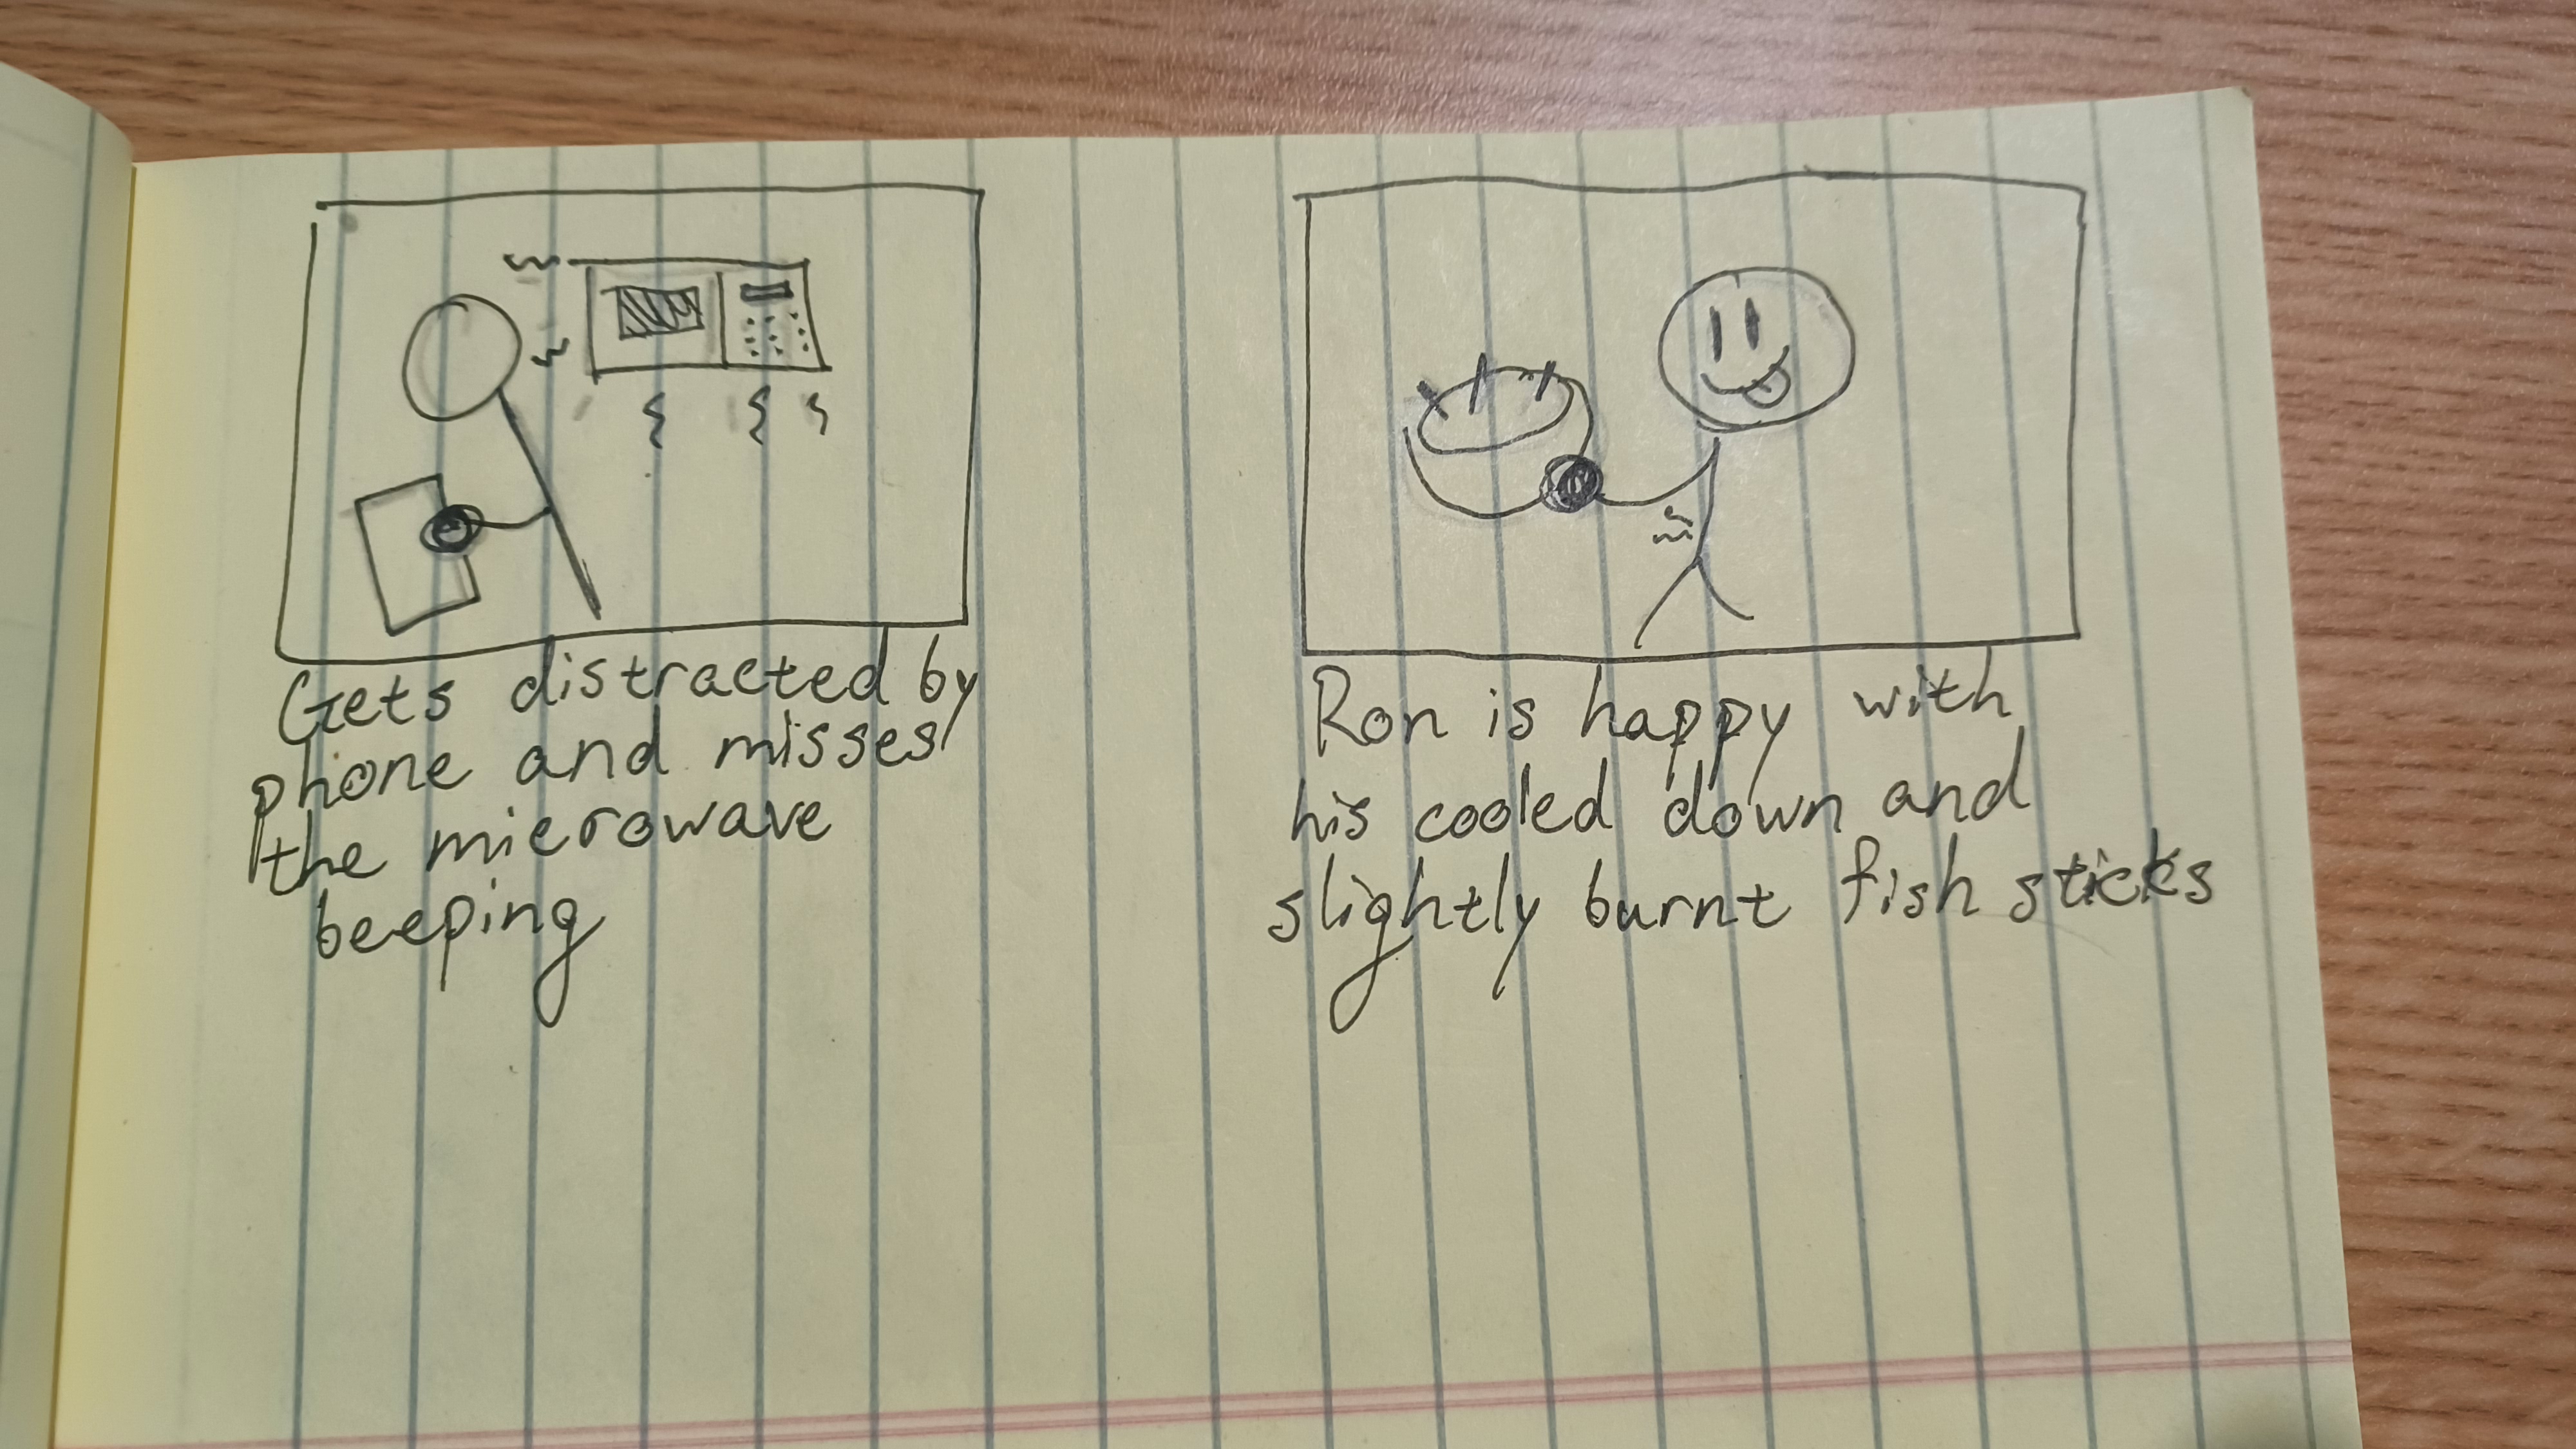 Gets distracted by
phone and misses
the microwave
beeping
Ron is happy with
his cooled down and
slightly burnt fish sticks